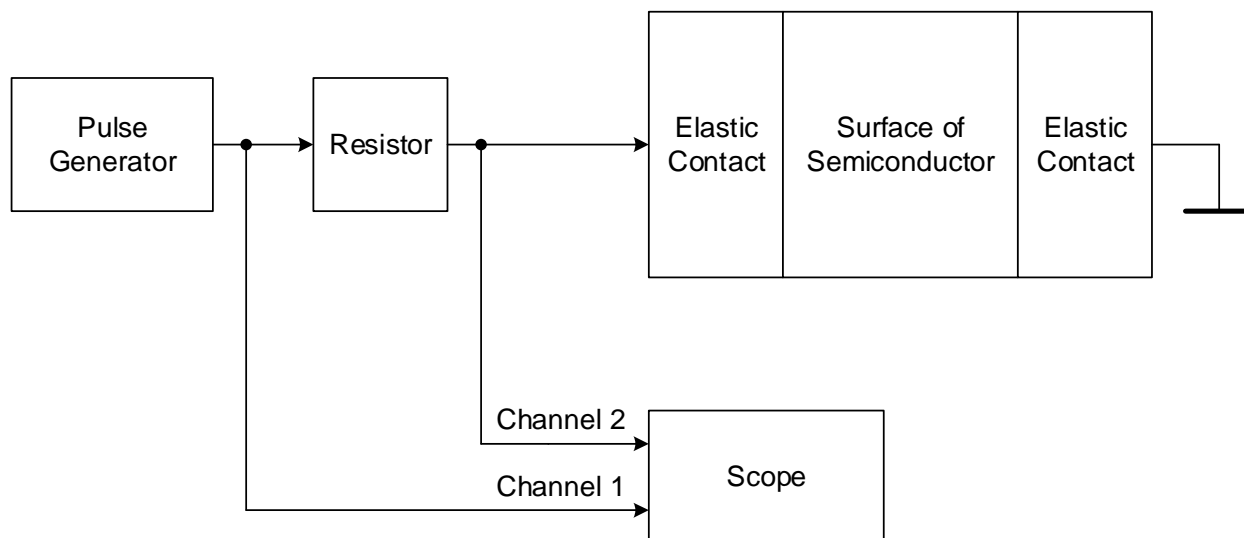 Pulse
Generator
Resistor
Elastic
Contact
Surface of
Semiconductor
Elastic
Contact
Channel 2
Channel 1
Scope